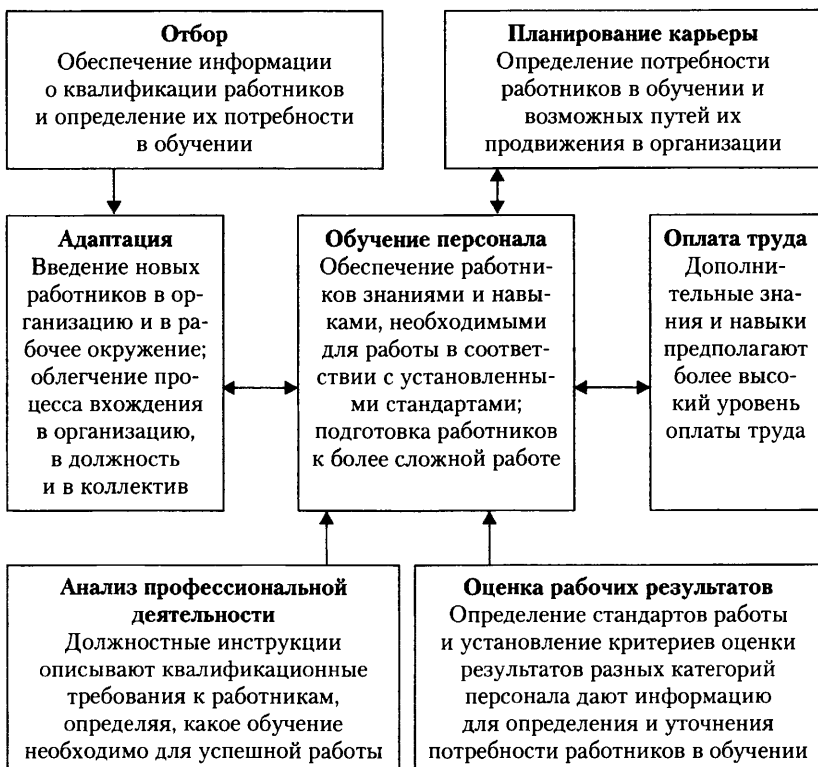 Отбор
Обеспечение информации
о квалификации работников
и определение их потребности
в обучении
Планирование карьеры
Определение потребности
работников в обучении и
возможных путей их
продвижения в организации
Адаптация
Введение новых
работников в ор-
ганизацию и в ра-
бочее окружение;
облегчение про-
цесса вхождения
в организацию,
в должность
и в коллектив
Обучение персонала
Обеспечение работни-
ков знаниями и навы-
ками, необходимыми
для работы в соответ-
ствии с установленны-
ми стандартами;
подготовка работников
к более сложной работе
Оплата труда
Дополни-
тельные зна-
ния и навыки
предполагают
более высо-
кий уровень
оплаты труда
Анализ профессиональной
деятельности
Должностные инструкции
описывают квалификационные
требования к работникам,
определяя, какое обучение
необходимо для успешной работы
Оценка рабочих результатов
Определение стандартов работы
и установление критериев оценки
результатов разных категорий
персонала дают информацию
для определения и уточнения
потребности работников в обучении